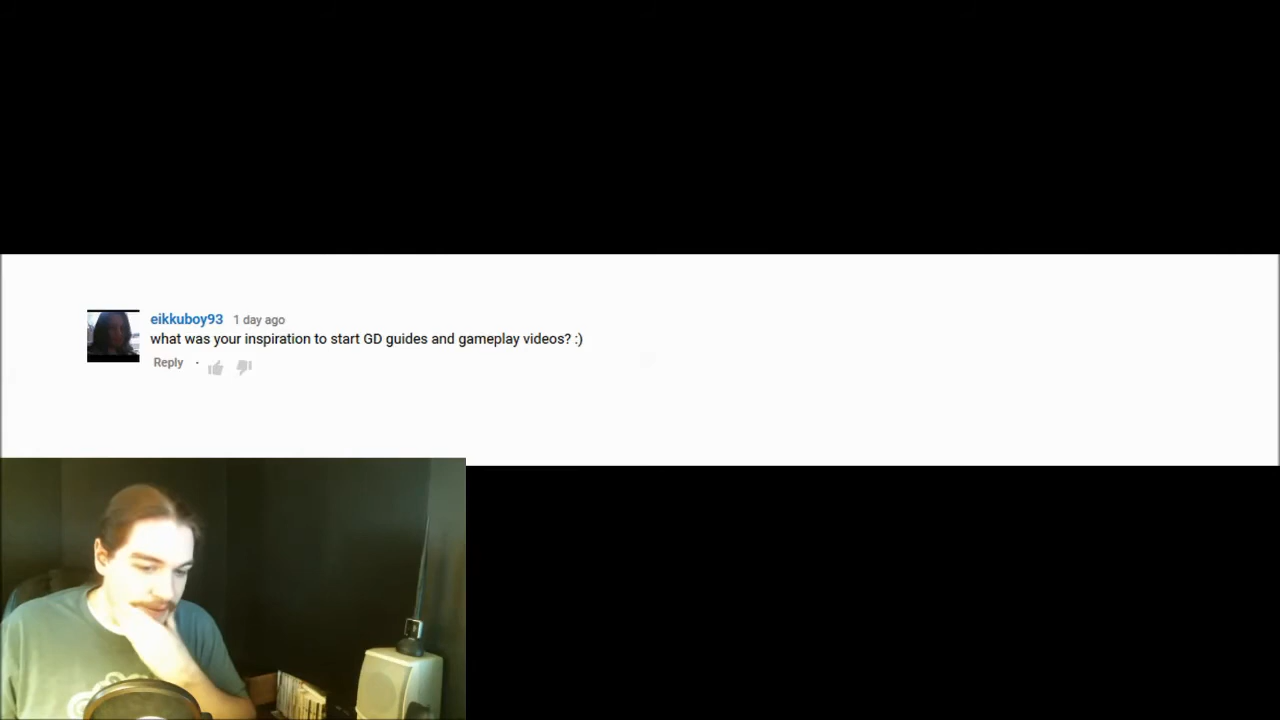 eikkuboy93 1 day ago
what was your inspiration to start GD guides and gameplay videos? :)
Reply ·